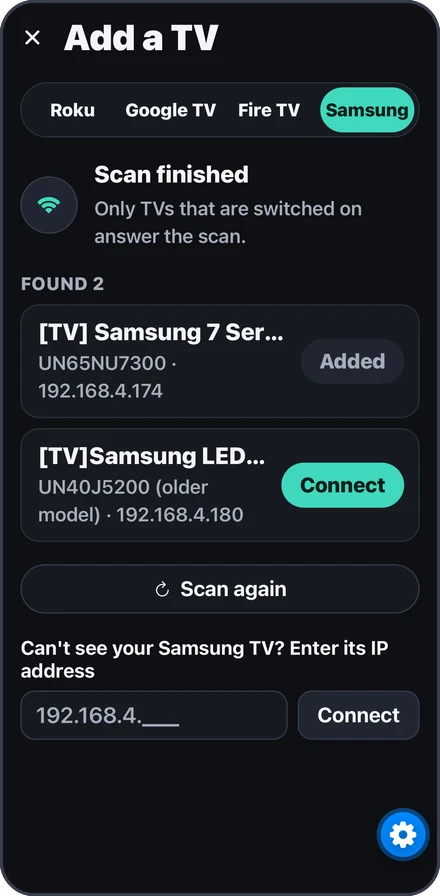 Add a TV
Roku Google TV Fire TV Samsung
Scan finished
Only TVs that are switched on
answer the scan.
FOUND 2
[TV] Samsung 7 Ser...
UN65NU7300 ·
192.168.4.174
Added
[TV]Samsung LED...
UN40J5200 (older
model) · 192.168.4.180
Connect
Scan again
Can't see your Samsung TV? Enter its IP
address
192.168.4.___
Connect